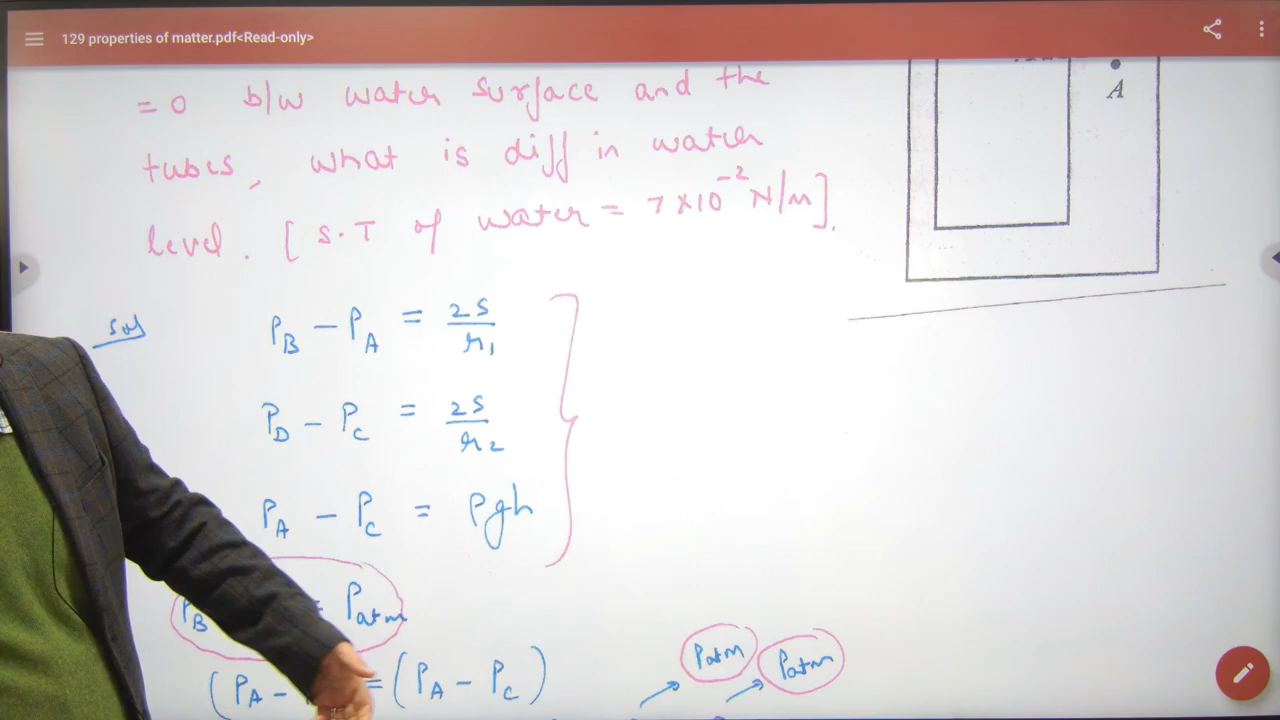 129 properties of matter.pdf<Read-only>
= 0 b/w water surface and the
tubes, what is diff in water
level. [ S.T of water = 7 × 10⁻² N/m ].
A
Sol
P_B − P_A = 2S/r₁
P_D − P_C = 2S/r₂
P_A − P_C = ρgh
P_B = P_atm
P_atm P_atm
(P_A − = (P_A − P_C)